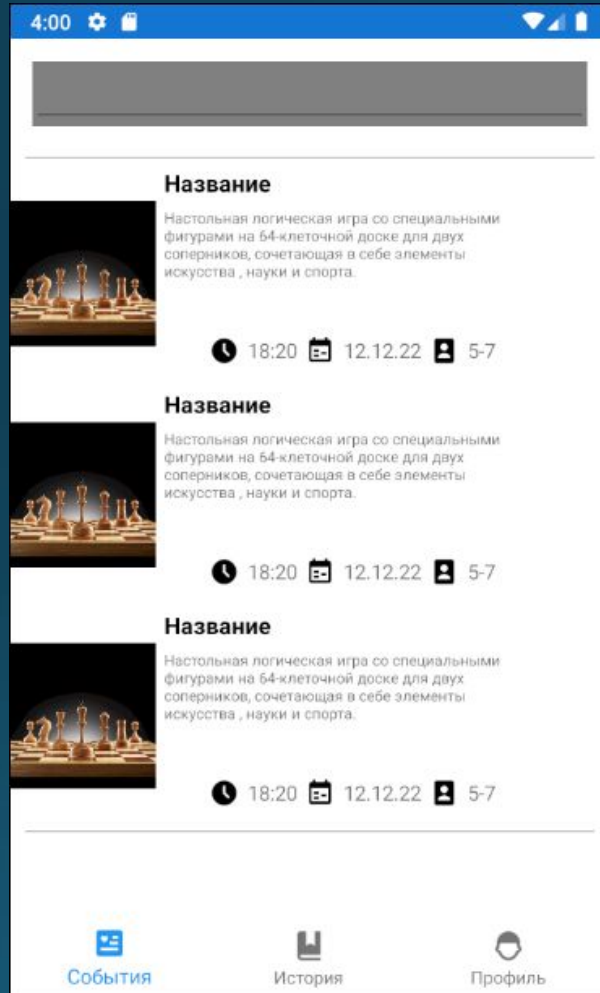 4:00
Название
Настольная логическая игра со специальными
фигурами на 64-клеточной доске для двух
соперников, сочетающая в себе элементы
искусства , науки и спорта.
18:20 12.12.22 5-7
Название
Настольная логическая игра со специальными
фигурами на 64-клеточной доске для двух
соперников, сочетающая в себе элементы
искусства , науки и спорта.
18:20 12.12.22 5-7
Название
Настольная логическая игра со специальными
фигурами на 64-клеточной доске для двух
соперников, сочетающая в себе элементы
искусства , науки и спорта.
18:20 12.12.22 5-7
События История Профиль